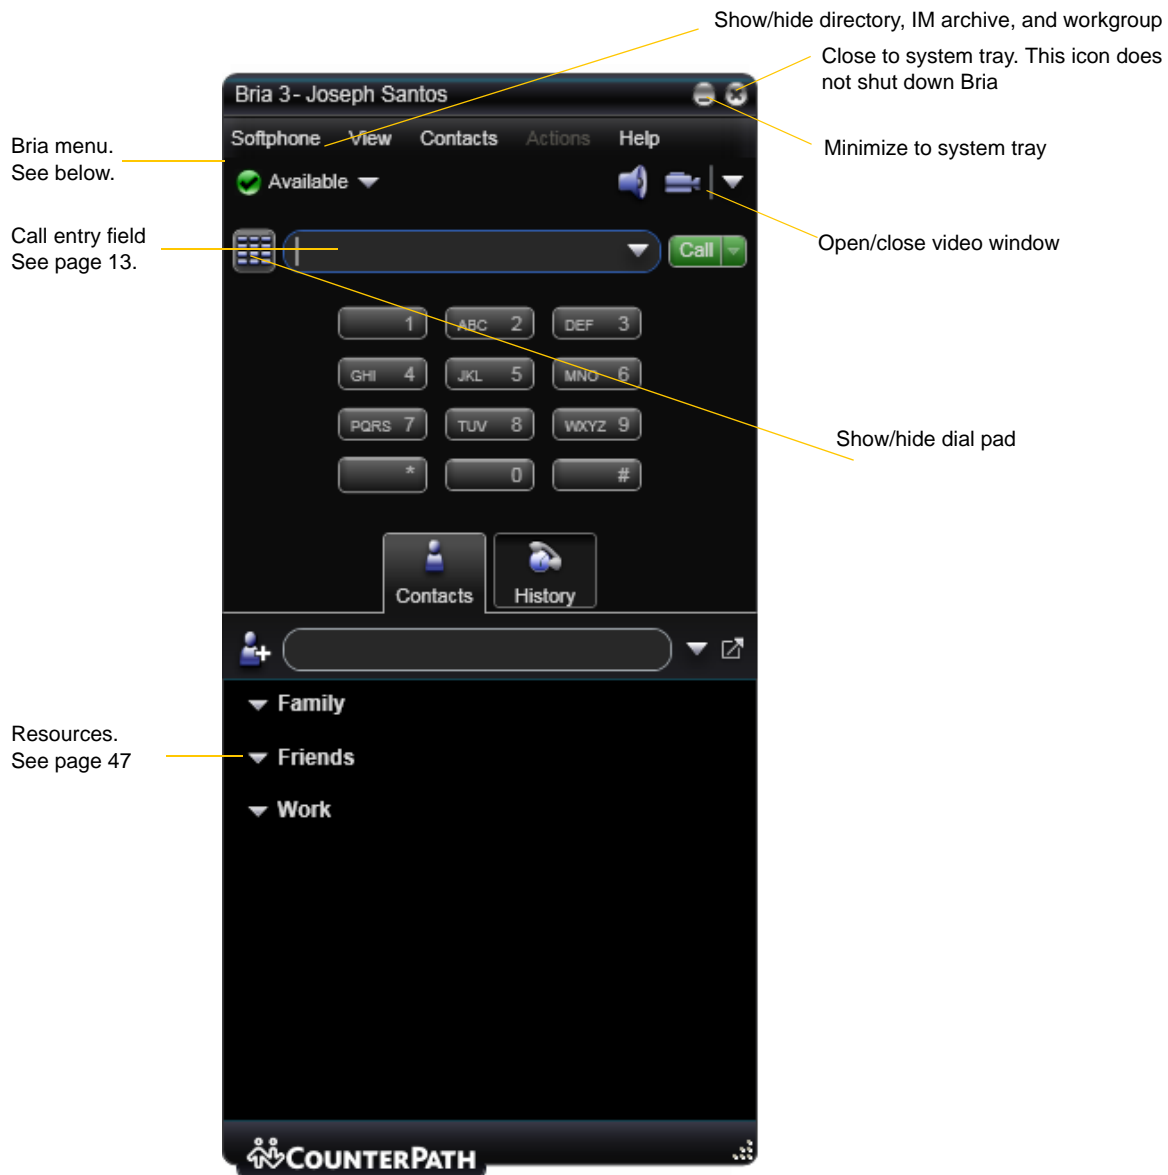 Show/hide directory, IM archive, and workgroup
Close to system tray. This icon does
not shut down Bria
Bria 3 - Joseph Santos
Softphone View Contacts Actions Help
Minimize to system tray
Bria menu.
See below.
Available
Call entry field
See page 13.
Call
Open/close video window
1 ABC 2 DEF 3
GHI 4 JKL 5 MNO 6
PQRS 7 TUV 8 WXYZ 9
* 0 #
Show/hide dial pad
Contacts History
Family
Resources.
See page 47
Friends
Work
COUNTERPATH